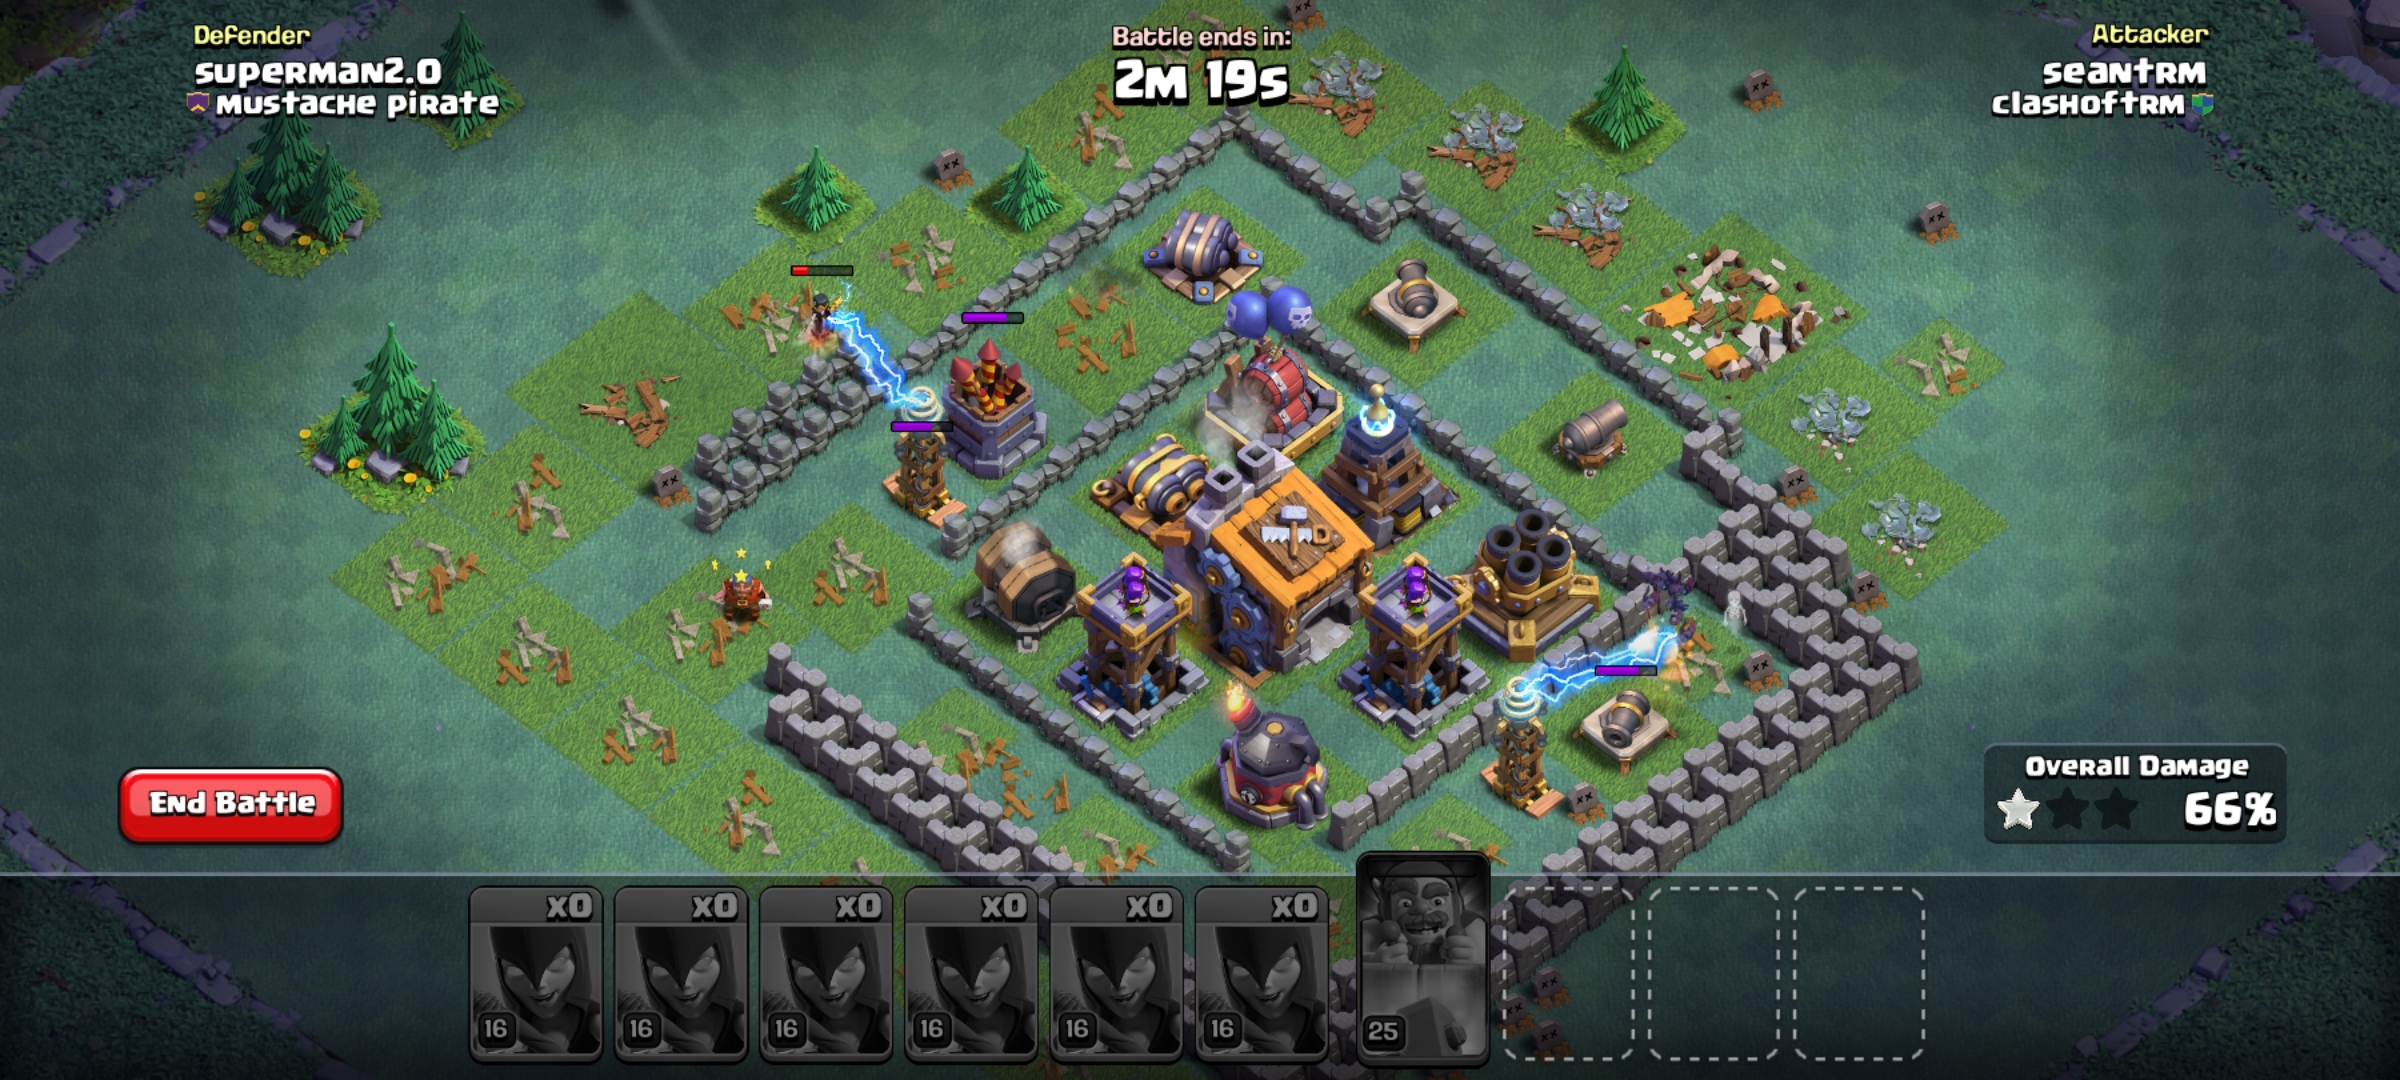 Defender
superman2.0
Mustache pirate
Battle ends in:
2M 19s
Attacker
seantRM
clashoftRM
End Battle
Overall Damage
66%
x0
x0
x0
x0
x0
x0
16
16
16
16
16
16
25